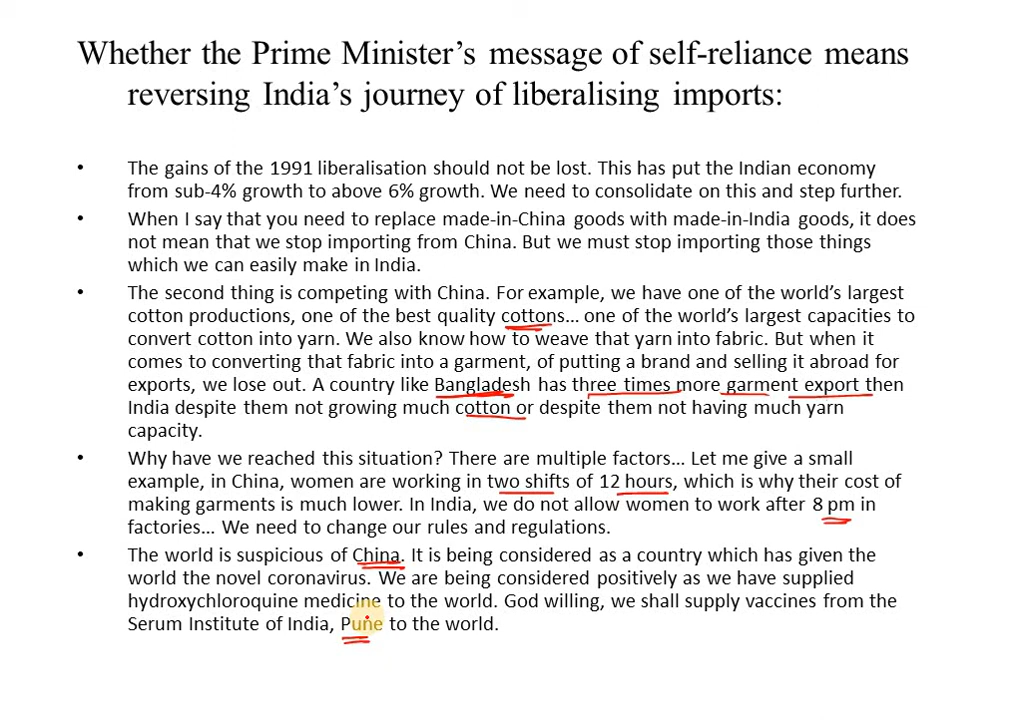 Whether the Prime Minister’s message of self-reliance means
reversing India’s journey of liberalising imports:
• The gains of the 1991 liberalisation should not be lost. This has put the Indian economy
from sub-4% growth to above 6% growth. We need to consolidate on this and step further.
• When I say that you need to replace made-in-China goods with made-in-India goods, it does
not mean that we stop importing from China. But we must stop importing those things
which we can easily make in India.
• The second thing is competing with China. For example, we have one of the world’s largest
cotton productions, one of the best quality cottons... one of the world’s largest capacities to
convert cotton into yarn. We also know how to weave that yarn into fabric. But when it
comes to converting that fabric into a garment, of putting a brand and selling it abroad for
exports, we lose out. A country like Bangladesh has three times more garment export then
India despite them not growing much cotton or despite them not having much yarn
capacity.
• Why have we reached this situation? There are multiple factors... Let me give a small
example, in China, women are working in two shifts of 12 hours, which is why their cost of
making garments is much lower. In India, we do not allow women to work after 8 pm in
factories... We need to change our rules and regulations.
• The world is suspicious of China. It is being considered as a country which has given the
world the novel coronavirus. We are being considered positively as we have supplied
hydroxychloroquine medicine to the world. God willing, we shall supply vaccines from the
Serum Institute of India, Pune to the world.